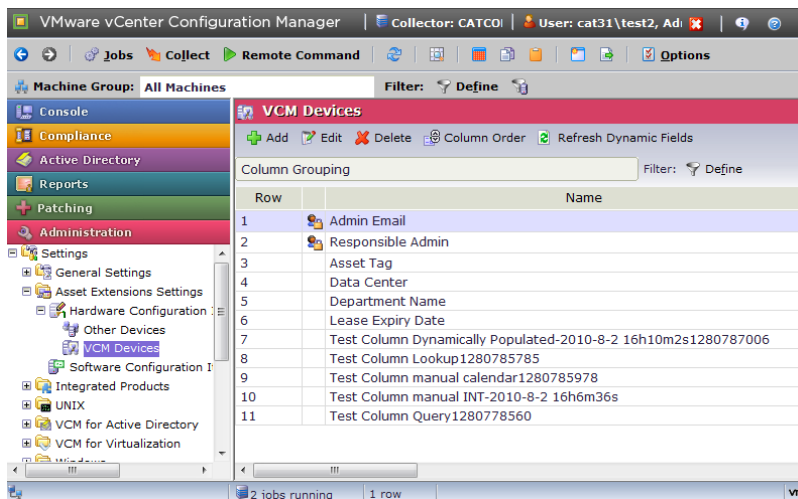 VMware vCenter Configuration Manager
Collector: CATCOL
User: cat31\test2, Adı
Jobs Collect Remote Command Options
Machine Group: All Machines Filter: Define
Console
Compliance
Active Directory
Reports
Patching
Administration
Settings
General Settings
Asset Extensions Settings
Hardware Configuration
Other Devices
VCM Devices
Software Configuration
Integrated Products
UNIX
VCM for Active Directory
VCM for Virtualization
VCM Devices
Add Edit Delete Column Order Refresh Dynamic Fields
Column Grouping Filter: Define
Row Name
1 Admin Email
2 Responsible Admin
3 Asset Tag
4 Data Center
5 Department Name
6 Lease Expiry Date
7 Test Column Dynamically Populated-2010-8-2 16h10m2s1280787006
8 Test Column Lookup1280785785
9 Test Column manual calendar1280785978
10 Test Column manual INT-2010-8-2 16h6m36s
11 Test Column Query1280778560
2 jobs running 1 row